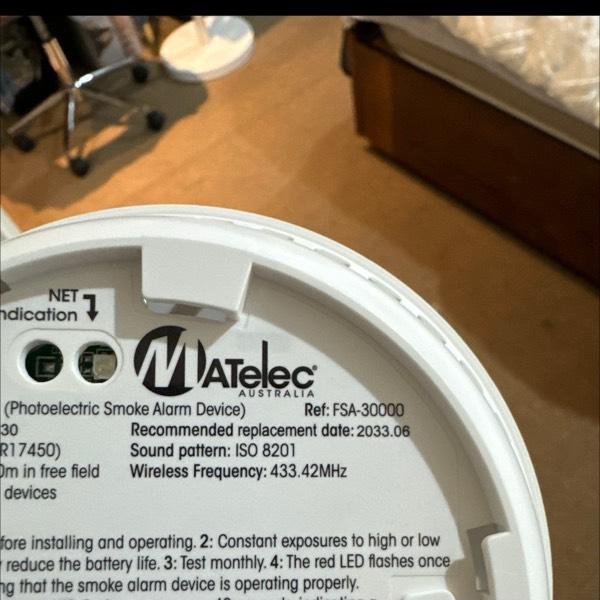 NET
ndication
MATelec
AUSTRALIA
(Photoelectric Smoke Alarm Device) Ref: FSA-30000
30 Recommended replacement date: 2033.06
R17450) Sound pattern: ISO 8201
0m in free field Wireless Frequency: 433.42MHz
devices
fore installing and operating. 2: Constant exposures to high or low
reduce the battery life. 3: Test monthly. 4: The red LED flashes once
ng that the smoke alarm device is operating properly.